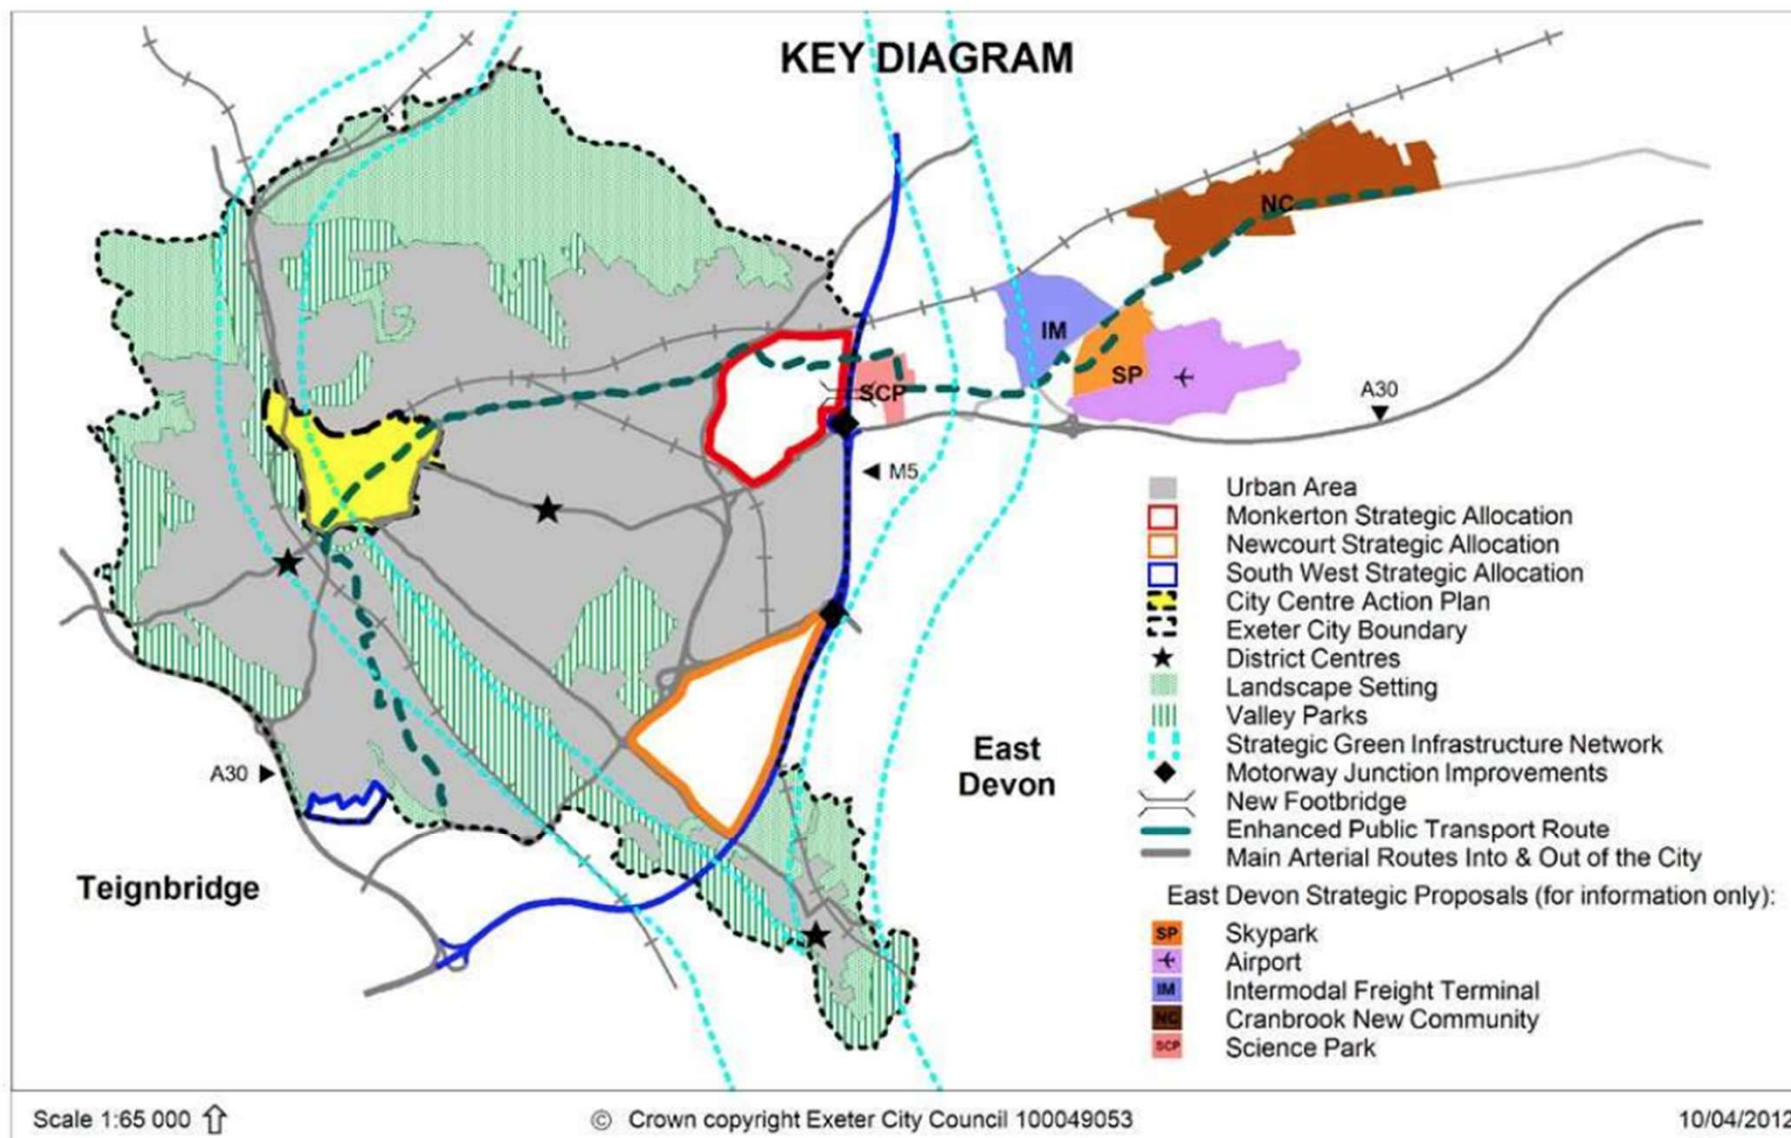 KEY DIAGRAM
NC
IM
SP
SCP
A30
M5
Urban Area
Monkerton Strategic Allocation
Newcourt Strategic Allocation
South West Strategic Allocation
City Centre Action Plan
Exeter City Boundary
District Centres
Landscape Setting
Valley Parks
Strategic Green Infrastructure Network
Motorway Junction Improvements
New Footbridge
Enhanced Public Transport Route
Main Arterial Routes Into & Out of the City
East Devon Strategic Proposals (for information only):
SP Skypark
Airport
IM Intermodal Freight Terminal
NC Cranbrook New Community
SCP Science Park
East
Devon
A30
Teignbridge
Scale 1:65 000
© Crown copyright Exeter City Council 100049053
10/04/2012